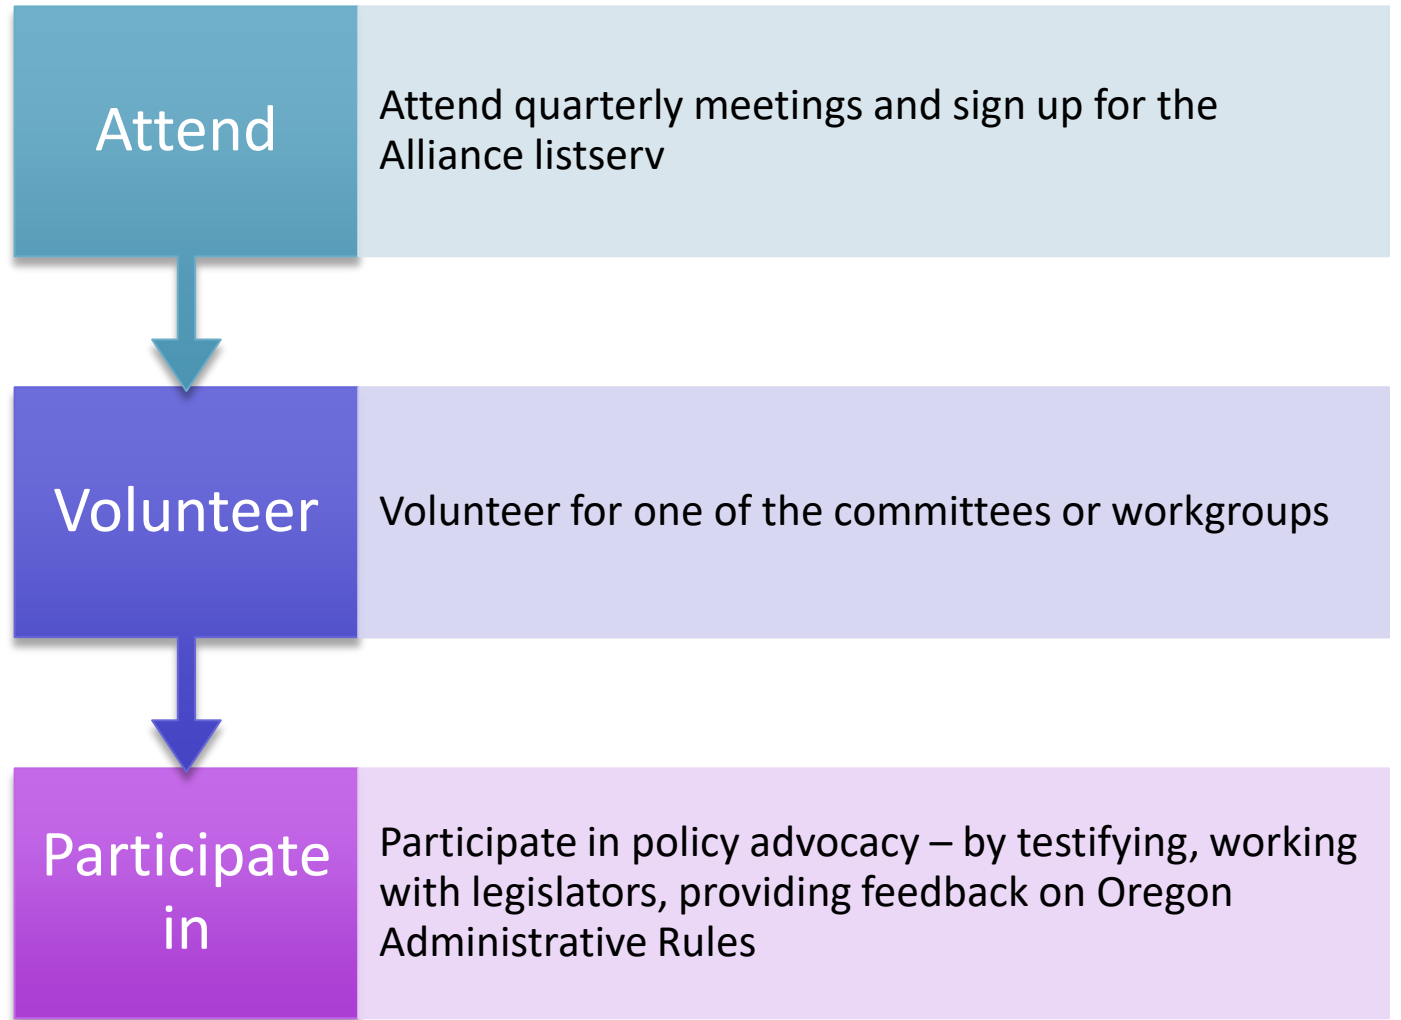 Attend
Attend quarterly meetings and sign up for the
Alliance listserv
Volunteer
Volunteer for one of the committees or workgroups
Participate
in
Participate in policy advocacy – by testifying, working
with legislators, providing feedback on Oregon
Administrative Rules